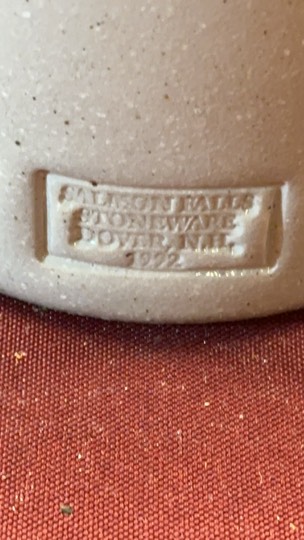 SALMON FALLS
STONEWARE
DOVER, N.H.
1992